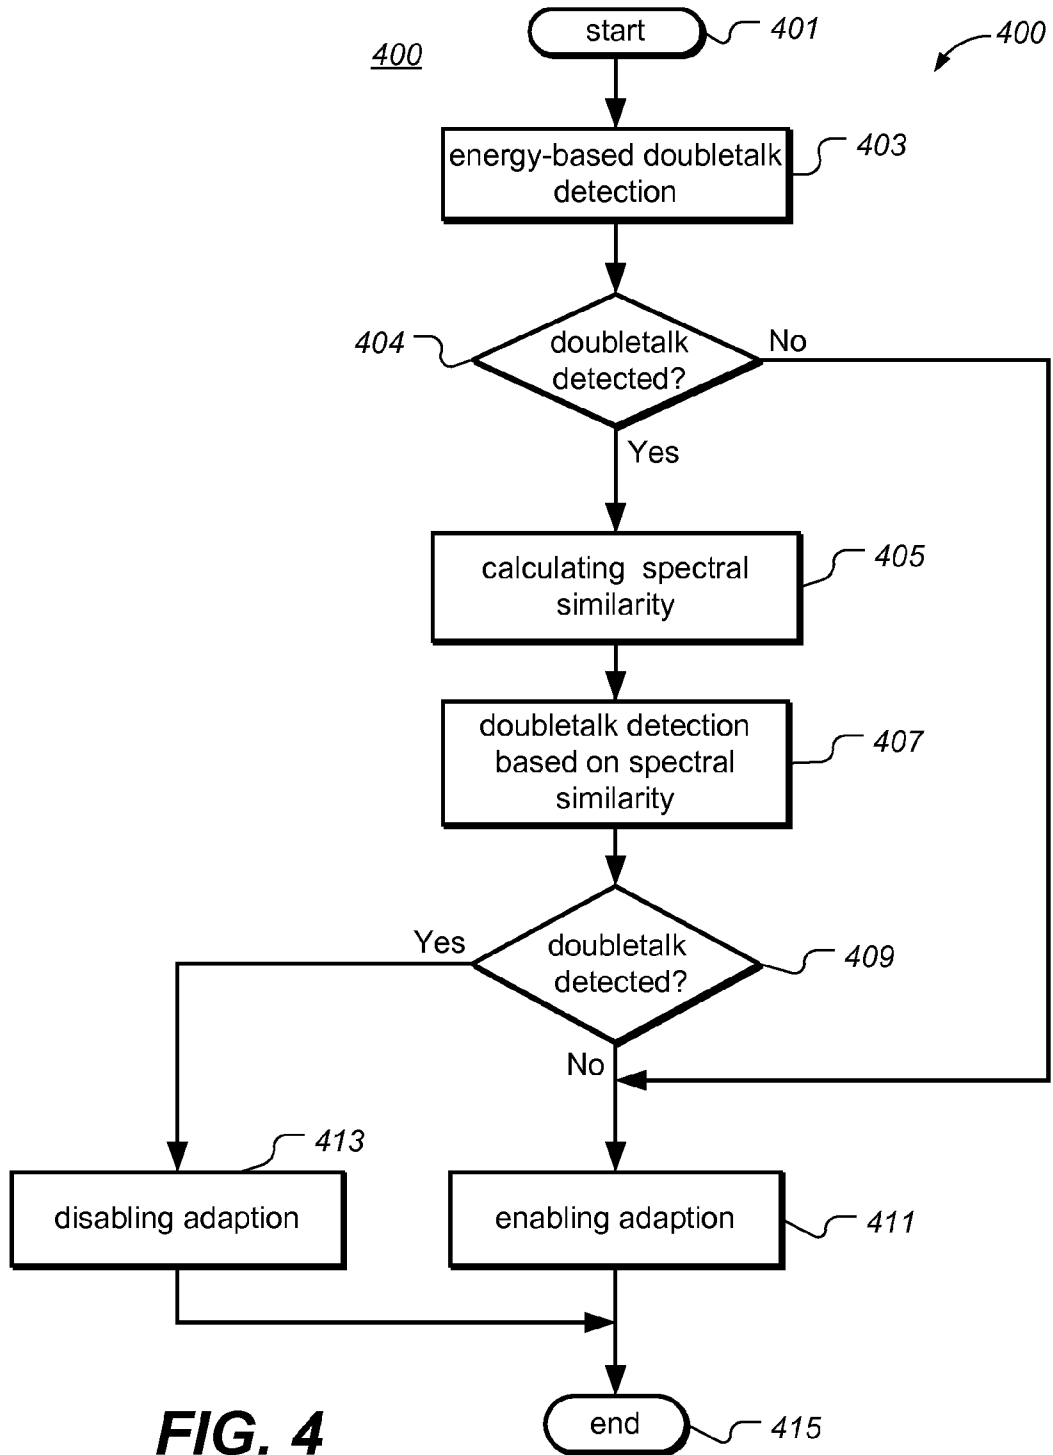 start
401
400
400
energy-based doubletalk
detection
403
404
doubletalk
detected?
No
Yes
calculating spectral
similarity
405
doubletalk detection
based on spectral
similarity
407
Yes
doubletalk
detected?
409
No
413
disabling adaption
enabling adaption
411
FIG. 4
end
415